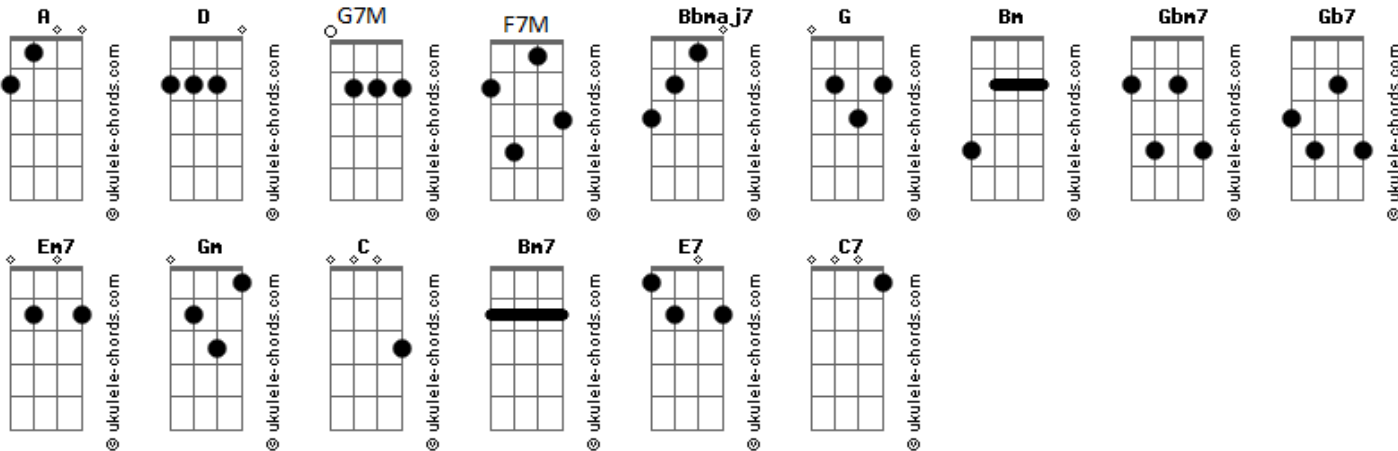 A D G7M F7M Bbmaj7 G Bm Gbm7 Gb7
© ukulele-chords.com © ukulele-chords.com © ukulele-chords.com © ukulele-chords.com © ukulele-chords.com © ukulele-chords.com © ukulele-chords.com © ukulele-chords.com © ukulele-chords.com
Em7 Gm C Bm7 E7 C7
© ukulele-chords.com © ukulele-chords.com © ukulele-chords.com © ukulele-chords.com © ukulele-chords.com © ukulele-chords.com